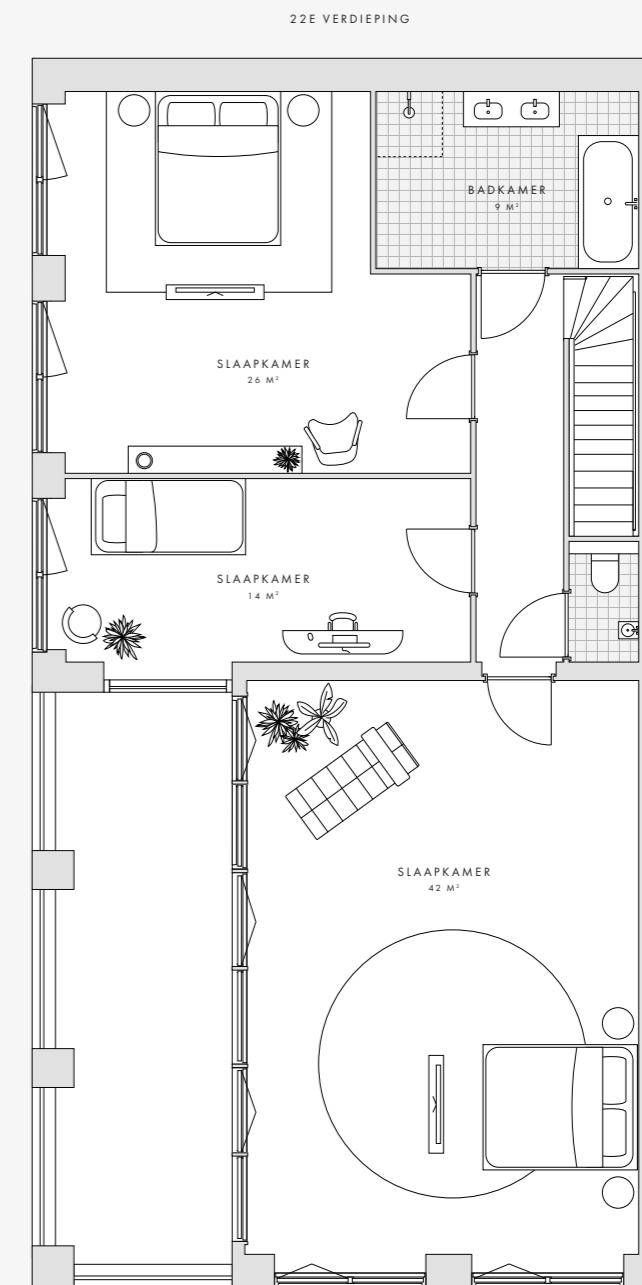 22E VERDIEPING
BADKAMER
9 M²
SLAAPKAMER
26 M²
SLAAPKAMER
14 M²
SLAAPKAMER
42 M²